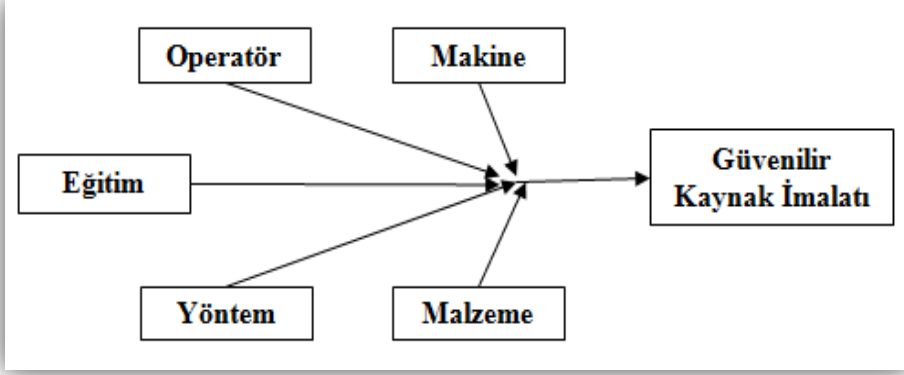 Operatör
Makine
Eğitim
Güvenilir
Kaynak İmalatı
Yöntem
Malzeme